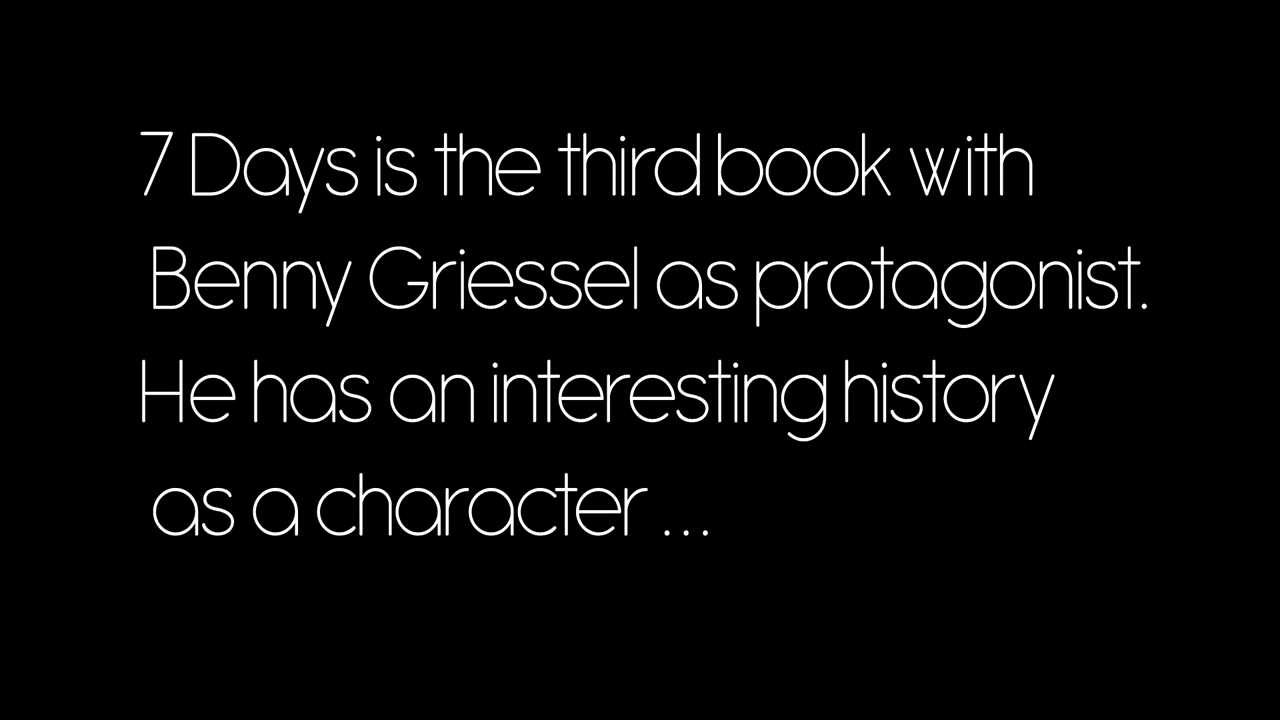 7 Days is the third book with
Benny Griessel as protagonist.
He has an interesting history
as a character ...